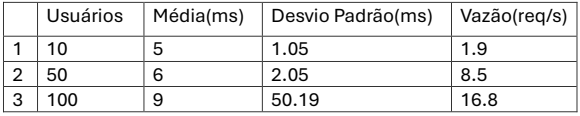 Usuários Média(ms) Desvio Padrão(ms) Vazão(req/s)
1 10 5 1.05 1.9
2 50 6 2.05 8.5
3 100 9 50.19 16.8